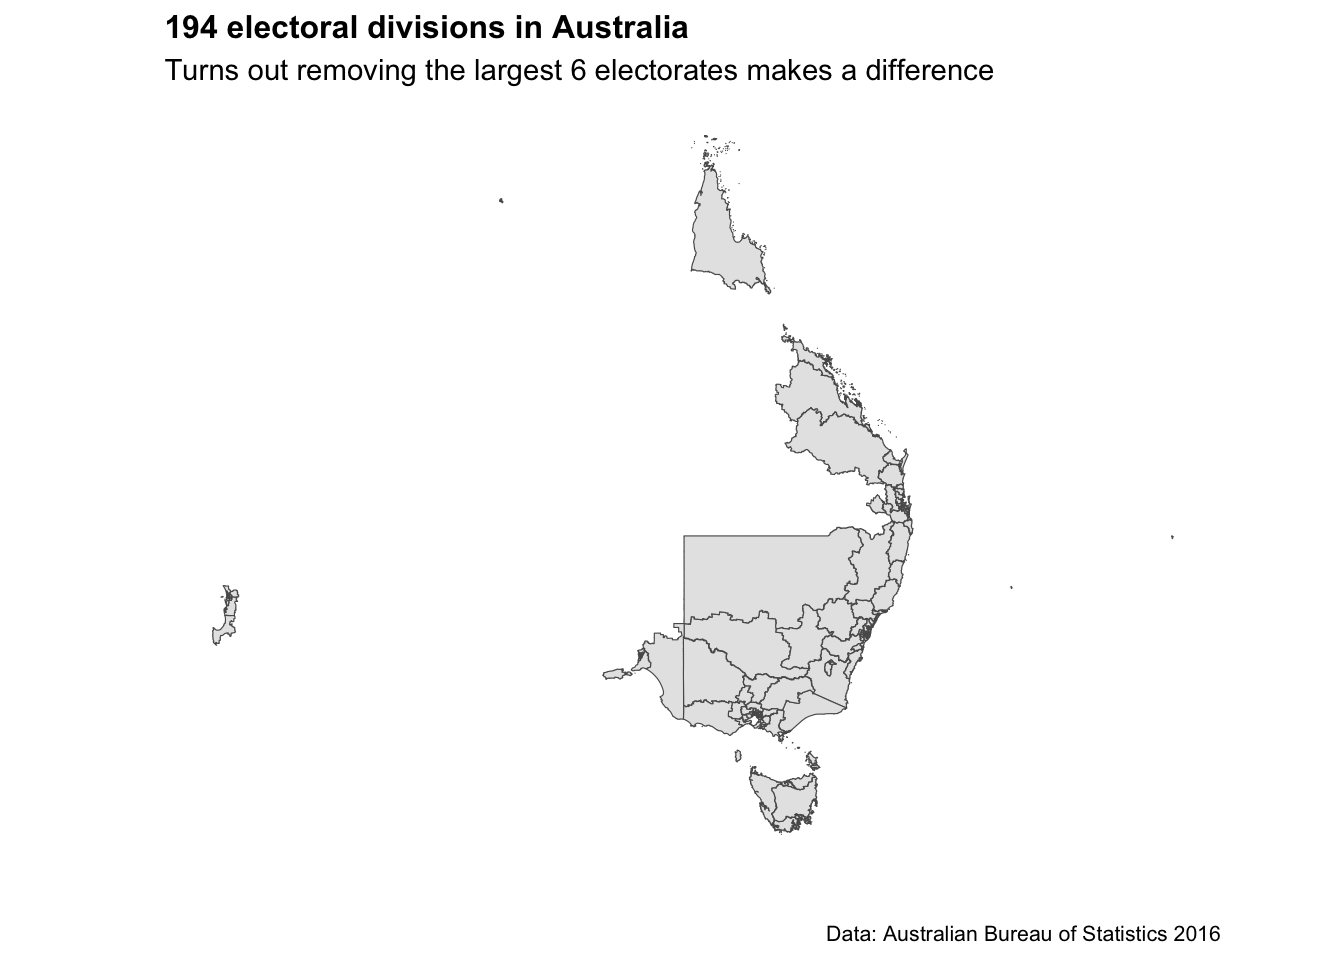 194 electoral divisions in Australia
Turns out removing the largest 6 electorates makes a difference
Data: Australian Bureau of Statistics 2016